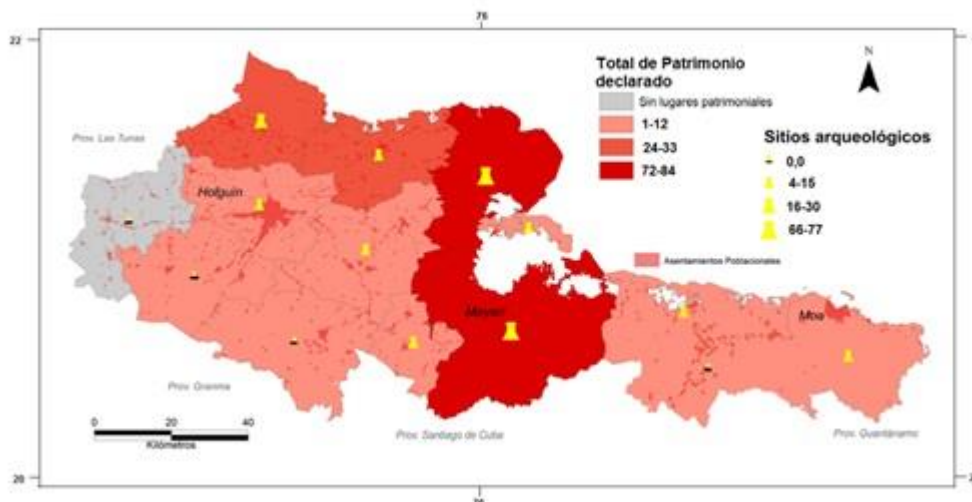 76
22
Total de Patrimonio
declarado
Sin lugares patrimoniales
1-12
24-33
72-84
N
Sitios arqueológicos
0,0
4-15
16-30
66-77
Asentamientos Poblacionales
Prov. Las Tunas
Holguín
Mayarí
Moa
Prov. Granma
Prov. Santiago de Cuba
Prov. Guantánamo
0 20 40
Kilómetros
20